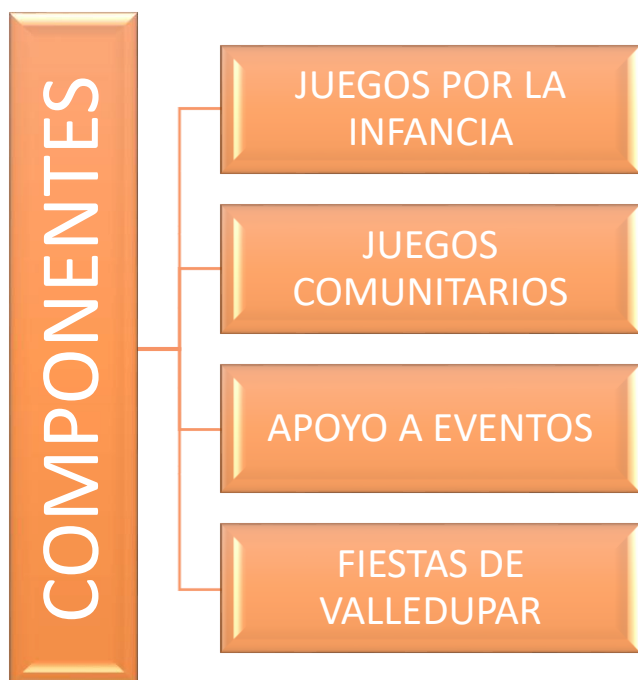 COMPONENTES
JUEGOS POR LA
INFANCIA
JUEGOS
COMUNITARIOS
APOYO A EVENTOS
FIESTAS DE
VALLEDUPAR